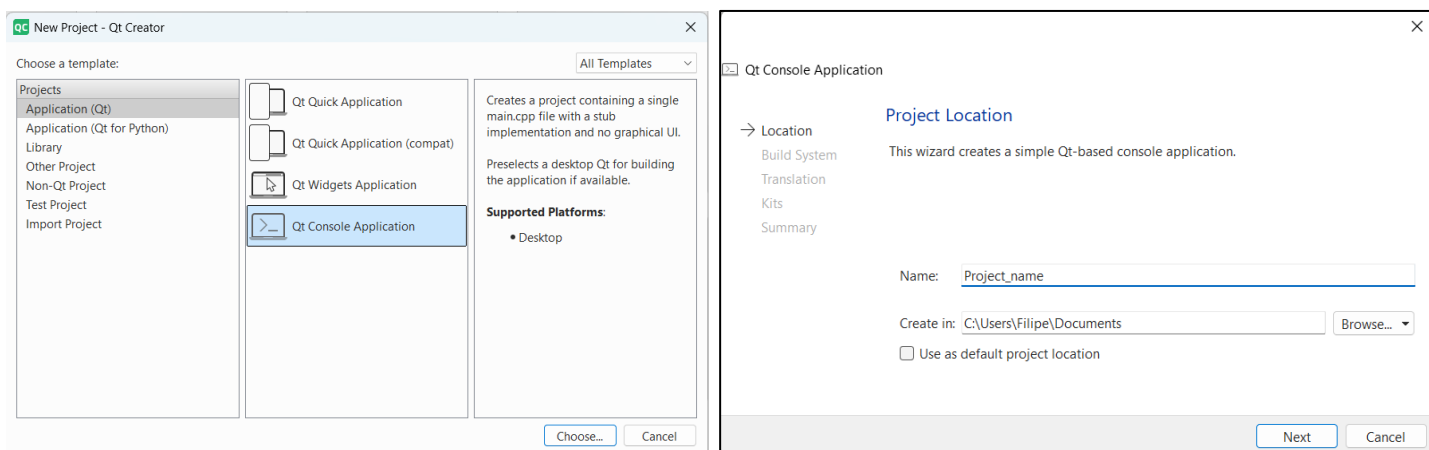 QC New Project - Qt Creator
Choose a template:
All Templates
Projects
Application (Qt)
Application (Qt for Python)
Library
Other Project
Non-Qt Project
Test Project
Import Project
Qt Quick Application
Qt Quick Application (compat)
Qt Widgets Application
>_ Qt Console Application
Creates a project containing a single
main.cpp file with a stub
implementation and no graphical UI.
Preselects a desktop Qt for building
the application if available.
Supported Platforms:
• Desktop
Choose...
Cancel
Qt Console Application
Location
Build System
Translation
Kits
Summary
Project Location
This wizard creates a simple Qt-based console application.
Name: Project_name
Create in: C:\Users\Filipe\Documents
Browse...
Use as default project location
Next
Cancel